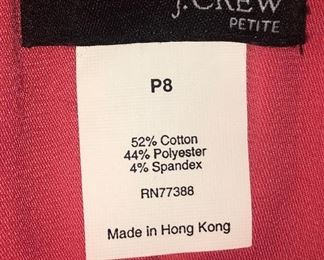 J.CREW
PETITE
P8
52% Cotton
44% Polyester
4% Spandex
RN77388
Made in Hong Kong